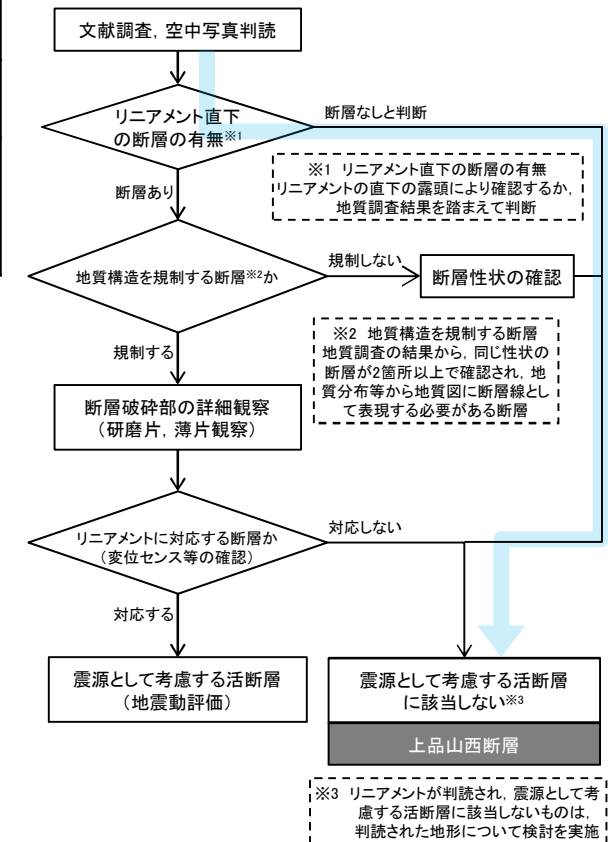 文献調査，空中写真判読
リニアメント直下
の断層の有無※1
断層なしと判断
※1 リニアメント直下の断層の有無
リニアメントの直下の露頭により確認するか，
地質調査結果を踏まえて判断
断層あり
地質構造を規制する断層※2か
規制しない
断層性状の確認
※2 地質構造を規制する断層
地質調査の結果から，同じ性状の
断層が2箇所以上で確認され，地
質分布等から地質図に断層線とし
て表現する必要がある断層
規制する
断層破砕部の詳細観察
（研磨片，薄片観察）
リニアメントに対応する断層か
（変位センス等の確認）
対応しない
対応する
震源として考慮する活断層
（地震動評価）
震源として考慮する活断層
に該当しない※3
上品山西断層
※3 リニアメントが判読され，震源として考
慮する活断層に該当しないものは，
判読された地形について検討を実施